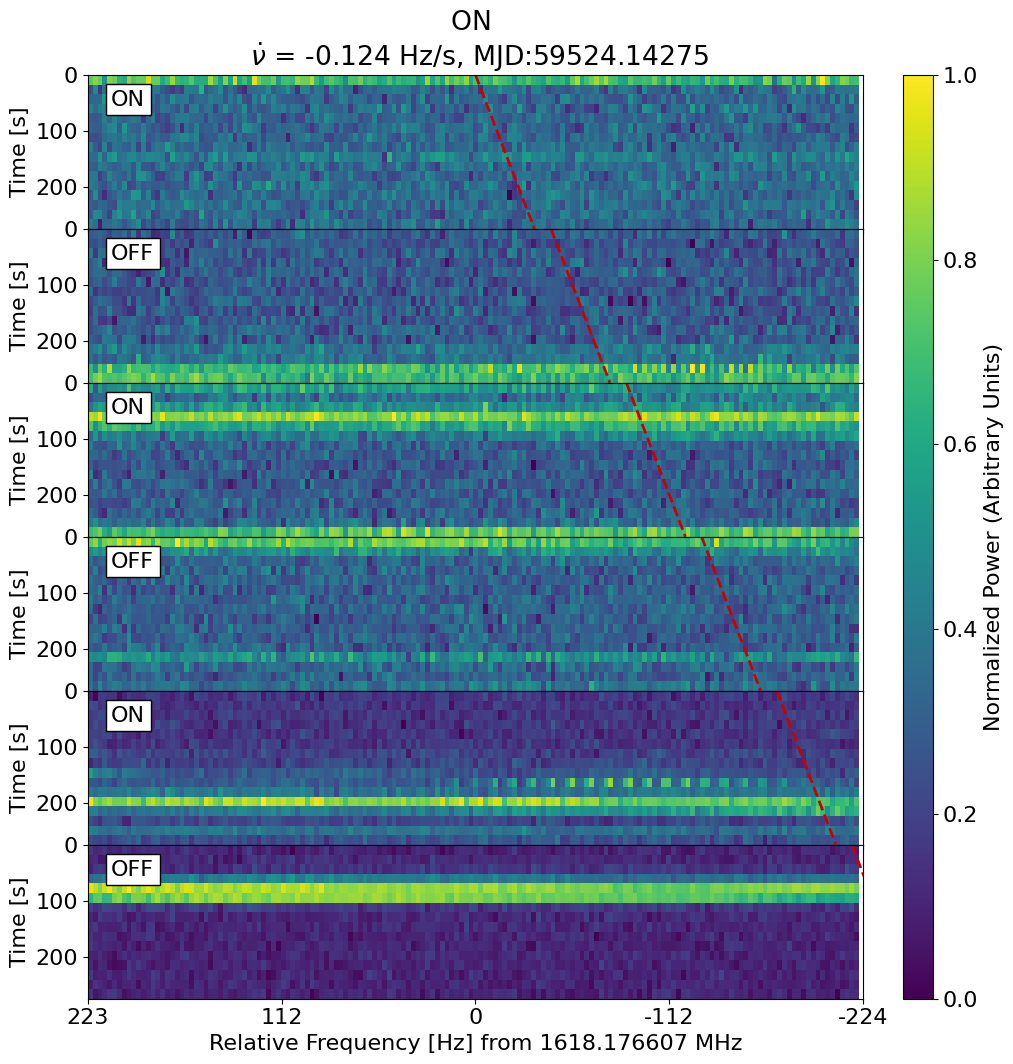 ON
ν̇ = -0.124 Hz/s, MJD:59524.14275
0
ON
100
200
Time [s]
0
OFF
100
200
Time [s]
0
ON
100
200
Time [s]
0
OFF
100
200
Time [s]
0
ON
100
200
Time [s]
0
OFF
100
200
Time [s]
223 112 0 -112 -224
Relative Frequency [Hz] from 1618.176607 MHz
1.0
0.8
0.6
0.4
0.2
0.0
Normalized Power (Arbitrary Units)